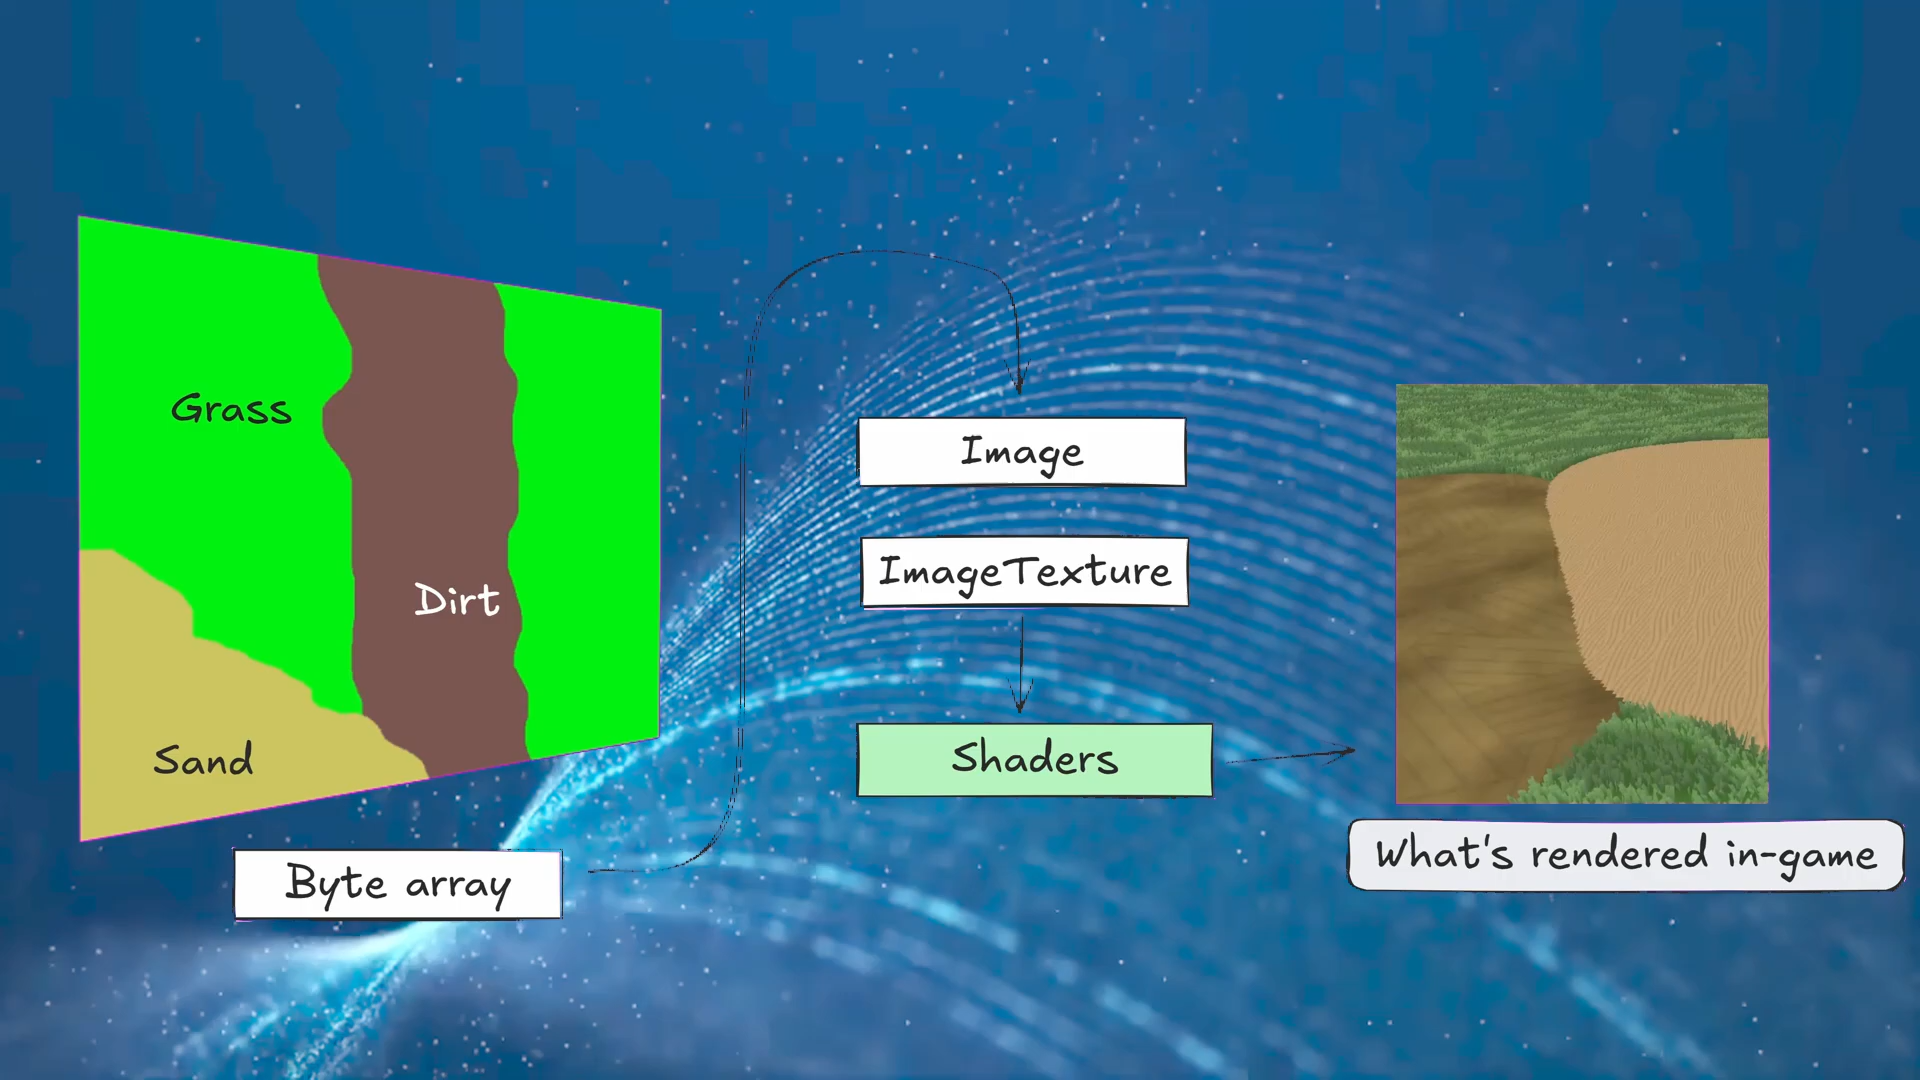 Grass
Dirt
Sand
Byte array
Image
ImageTexture
Shaders
What's rendered in-game